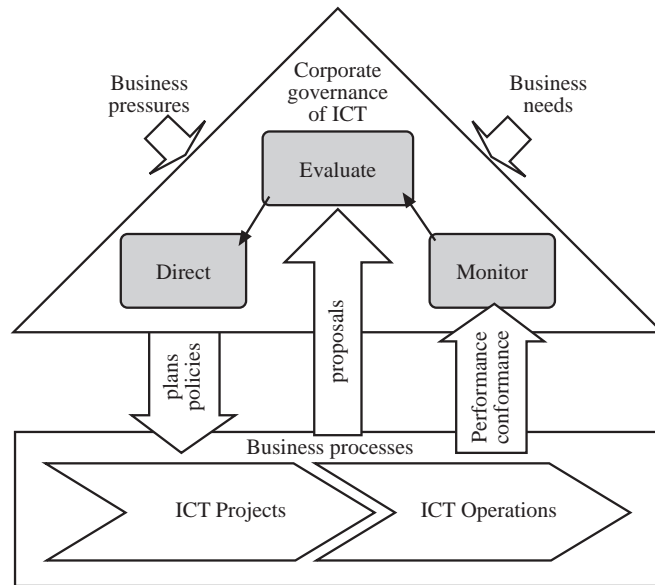 Business
pressures
Corporate
governance
of ICT
Business
needs
Evaluate
Direct
Monitor
plans
policies
proposals
Performance
conformance
Business processes
ICT Projects
ICT Operations